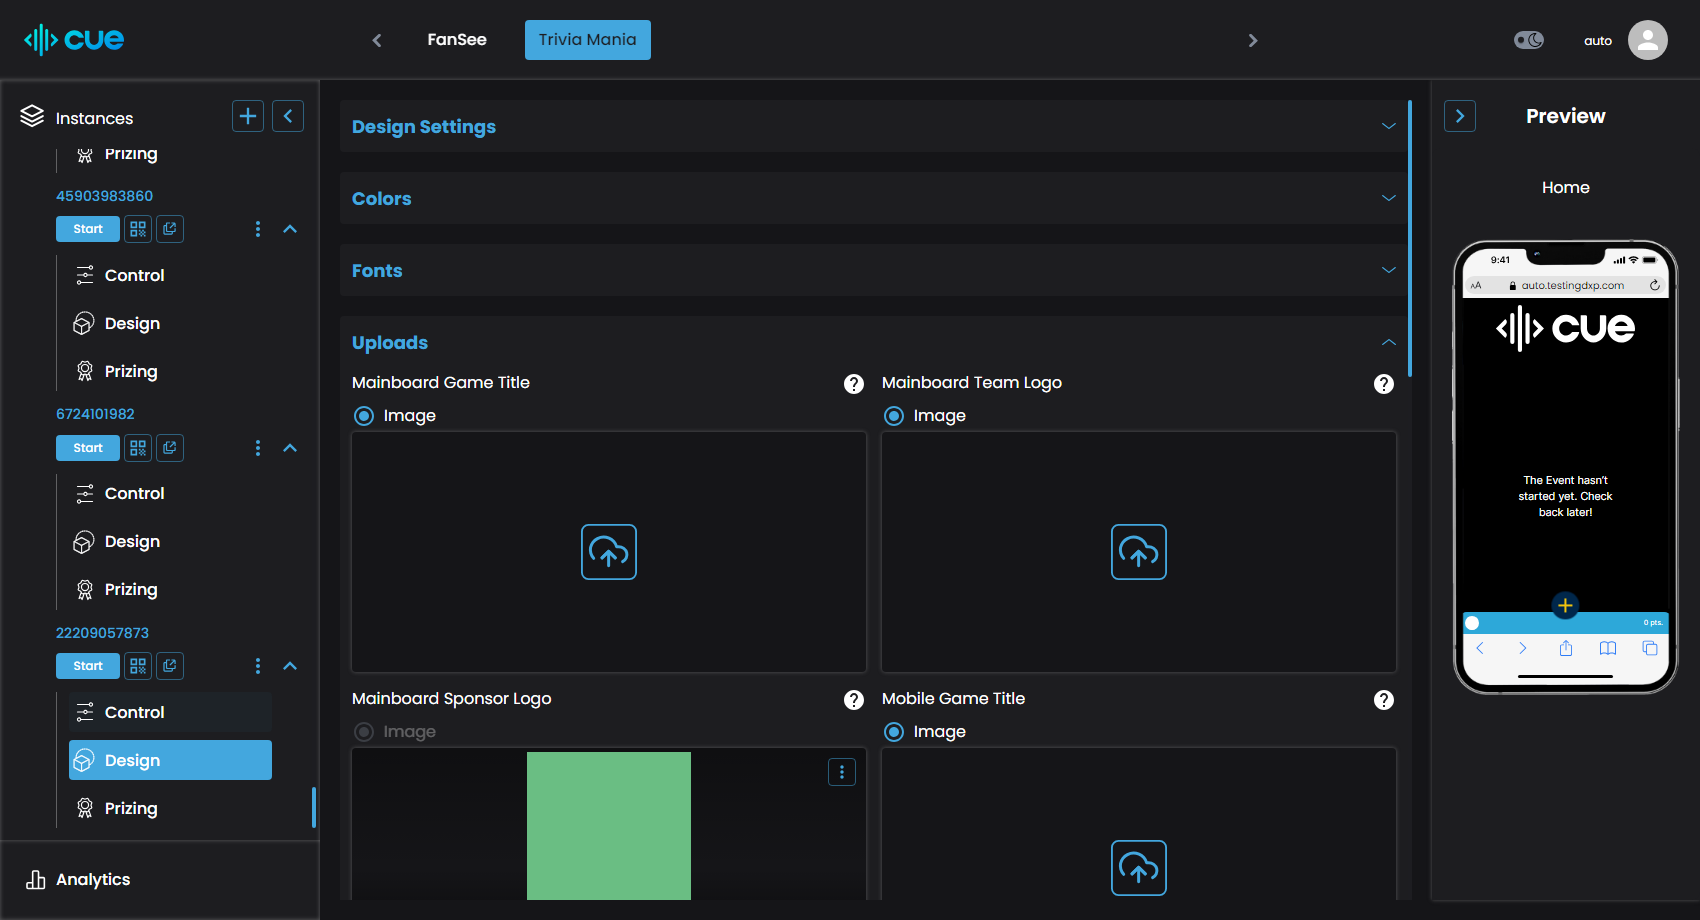 cue
FanSee
Trivia Mania
auto
Instances
Prizing
45903983860
Start
Control
Design
Prizing
6724101982
Start
Control
Design
Prizing
22209057873
Start
Control
Design
Prizing
Analytics
Design Settings
Colors
Fonts
Uploads
Mainboard Game Title
Image
Mainboard Team Logo
Image
Mainboard Sponsor Logo
Image
Mobile Game Title
Image
Preview
Home
9:41
AA auto.testingdxp.com
cue
The Event hasn't
started yet. Check
back later!
0 pts.